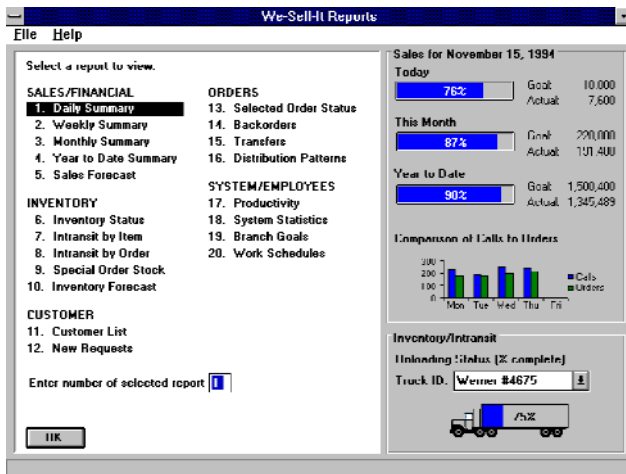 We-Sell-It Reports
File Help
Select a report to view.
SALES/FINANCIAL
1. Daily Summary
2. Weekly Summary
3. Monthly Summary
4. Year to Date Summary
5. Sales Forecast
INVENTORY
6. Inventory Status
7. Intransit by Item
8. Intransit by Order
9. Special Order Stock
10. Inventory Forecast
CUSTOMER
11. Customer List
12. New Requests
ORDERS
13. Selected Order Status
14. Backorders
15. Transfers
16. Distribution Patterns
SYSTEM/EMPLOYEES
17. Productivity
18. System Statistics
19. Branch Goals
20. Work Schedules
Enter number of selected report 1
OK
Sales for November 15, 1994
Today
76% Goal: 10,000
Actual: 7,600
This Month
87% Goal: 220,000
Actual: 191,400
Year to Date
90% Goal: 1,500,400
Actual: 1,345,489
Comparison of Calls to Orders
300
200
100
0
Mon Tue Wed Thu Fri
Calls
Orders
Inventory/Intransit
Unloading Status (% complete)
Truck ID: Werner #4675
75%